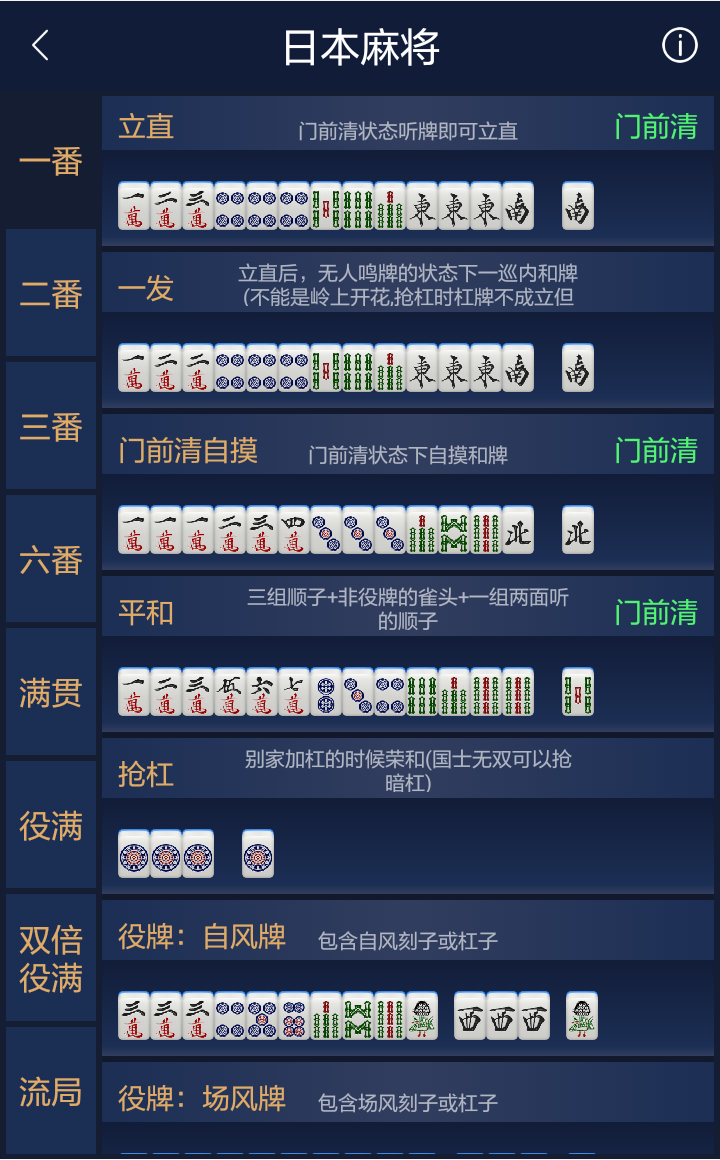 日本麻将
一番
二番
三番
六番
满贯
役满
双倍
役满
流局
立直
门前清状态听牌即可立直
门前清
一 二 三 東 東 東 南 南
萬 萬 萬
一发
立直后，无人鸣牌的状态下一巡内和牌
(不能是岭上开花,抢杠时杠牌不成立但
一 二 二 東 東 東 南 南
萬 萬 萬
门前清自摸
门前清状态下自摸和牌
门前清
一 一 一 二 三 四 北 北
萬 萬 萬 萬 萬 萬
平和
三组顺子+非役牌的雀头+一组两面听
的顺子
门前清
一 二 三 伍 六 七
萬 萬 萬 萬 萬 萬
抢杠
别家加杠的时候荣和(国士无双可以抢
暗杠)
役牌：自风牌
包含自风刻子或杠子
三 三 三 西 西 西
萬 萬 萬
役牌：场风牌
包含场风刻子或杠子